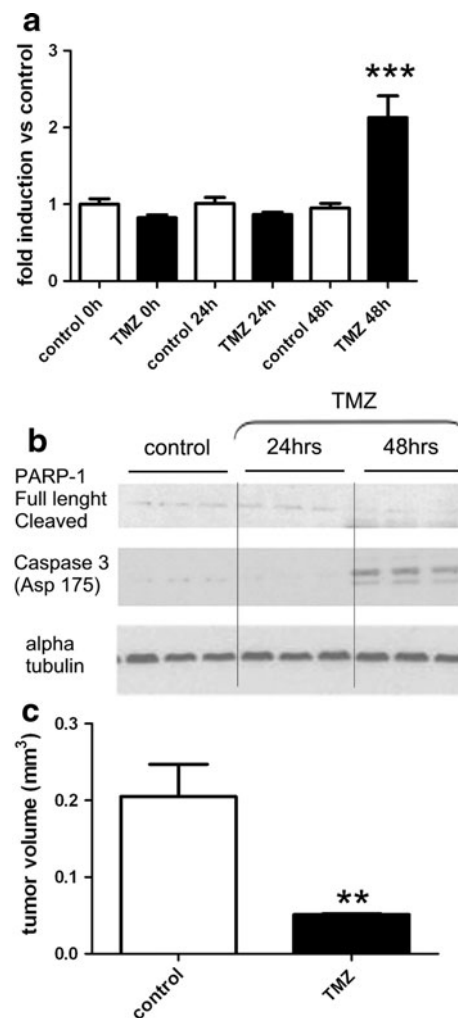 a
fold induction vs control
3
2
1
0
***
control 0h
TMZ 0h
control 24h
TMZ 24h
control 48h
TMZ 48h
b
TMZ
control
24hrs
48hrs
PARP-1
Full lenght
Cleaved
Caspase 3
(Asp 175)
alpha
tubulin
c
tumor volume (mm³)
0.3
0.2
0.1
0.0
**
control
TMZ